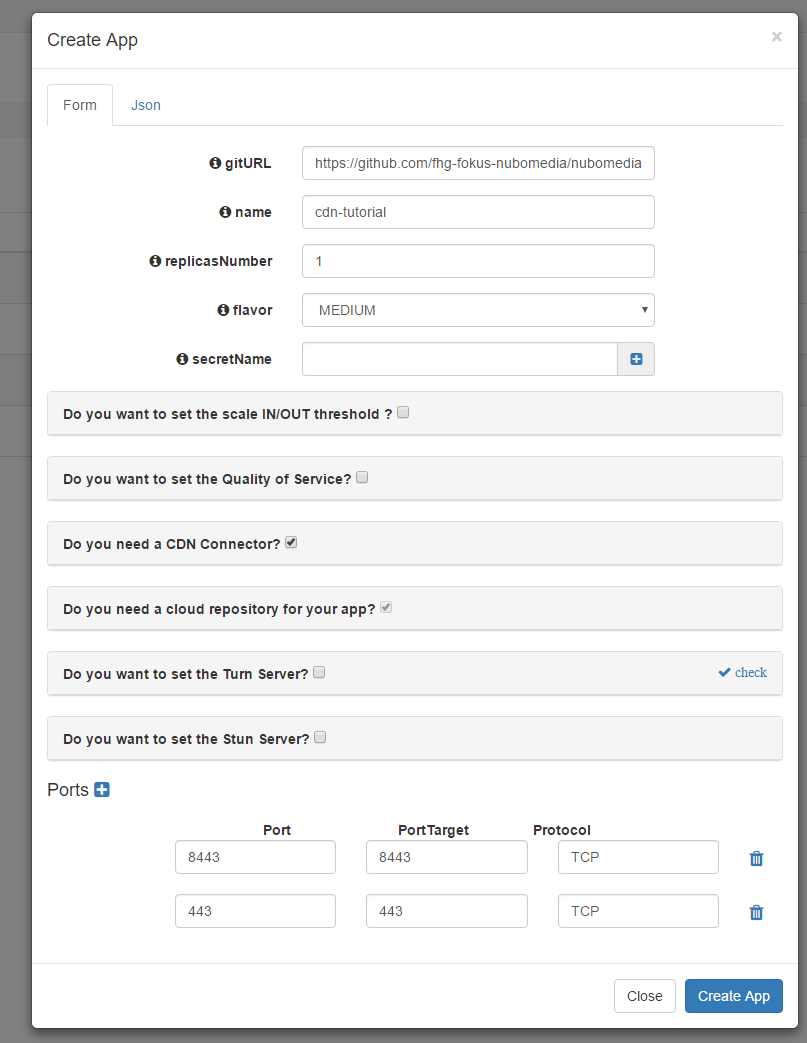 Create App ×
Form Json
gitURL https://github.com/fhg-fokus-nubomedia/nubomedia
name cdn-tutorial
replicasNumber 1
flavor MEDIUM
secretName
Do you want to set the scale IN/OUT threshold ?
Do you want to set the Quality of Service?
Do you need a CDN Connector?
Do you need a cloud repository for your app?
Do you want to set the Turn Server? check
Do you want to set the Stun Server?
Ports
Port PortTarget Protocol
8443 8443 TCP
443 443 TCP
Close Create App